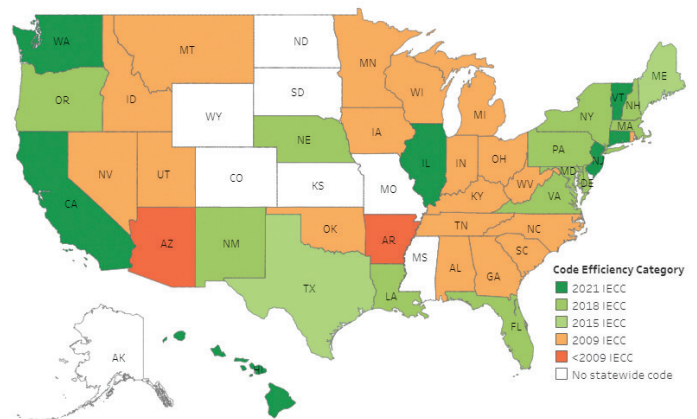 WA
MT
ND
MN
ME
VT
NH
OR
ID
SD
WI
NY
MA
WY
MI
IA
NE
PA
NJ
NV
UT
CO
IL
IN
OH
MD
DE
CA
KS
MO
WV
VA
KY
AZ
NM
OK
AR
TN
NC
SC
MS
AL
GA
TX
LA
FL
AK
HI
Code Efficiency Category
2021 IECC
2018 IECC
2015 IECC
2009 IECC
<2009 IECC
No statewide code